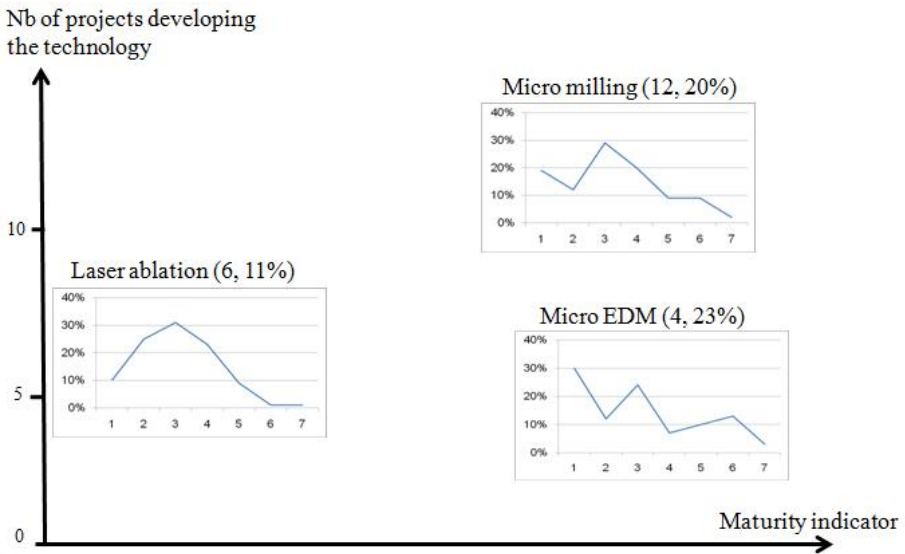 Nb of projects developing
the technology
Micro milling (12, 20%)
40%
30%
20%
10%
0%
1 2 3 4 5 6 7
10
Laser ablation (6, 11%)
40%
30%
20%
10%
0%
1 2 3 4 5 6 7
Micro EDM (4, 23%)
40%
30%
20%
10%
0%
1 2 3 4 5 6 7
5
0
Maturity indicator